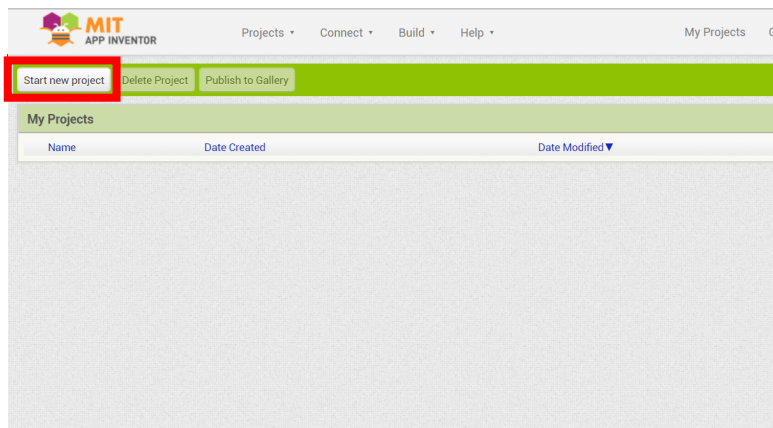 MIT
APP INVENTOR
Projects Connect Build Help My Projects
Start new project Delete Project Publish to Gallery
My Projects
Name Date Created Date Modified